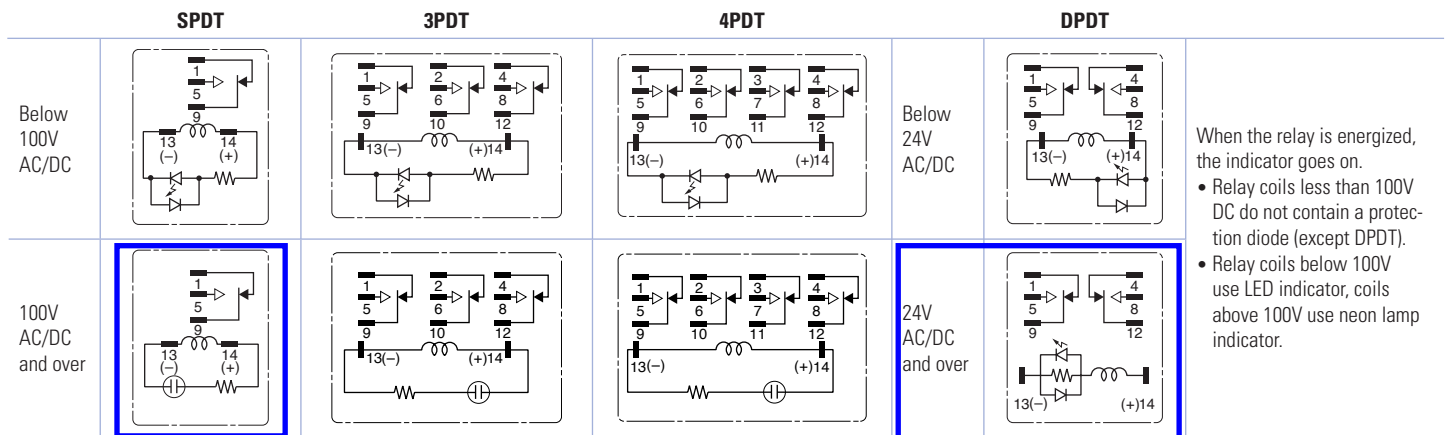 SPDT 3PDT 4PDT DPDT
Below
100V
AC/DC
1
5
9
13
(–)
14
(+)
1 2 4
5 6 8
9 10 12
13(–) (+)14
1 2 3 4
5 6 7 8
9 10 11 12
13(–) (+)14
Below
24V
AC/DC
1 4
5 8
9 12
13(–) (+)14
100V
AC/DC
and over
1
5
9
13
(–)
14
(+)
1 2 4
5 6 8
9 10 12
13(–) (+)14
1 2 3 4
5 6 7 8
9 10 11 12
13(–) (+)14
24V
AC/DC
and over
1 4
5 8
9 12
13(–) (+)14
When the relay is energized,
the indicator goes on.
• Relay coils less than 100V
DC do not contain a protec-
tion diode (except DPDT).
• Relay coils below 100V
use LED indicator, coils
above 100V use neon lamp
indicator.